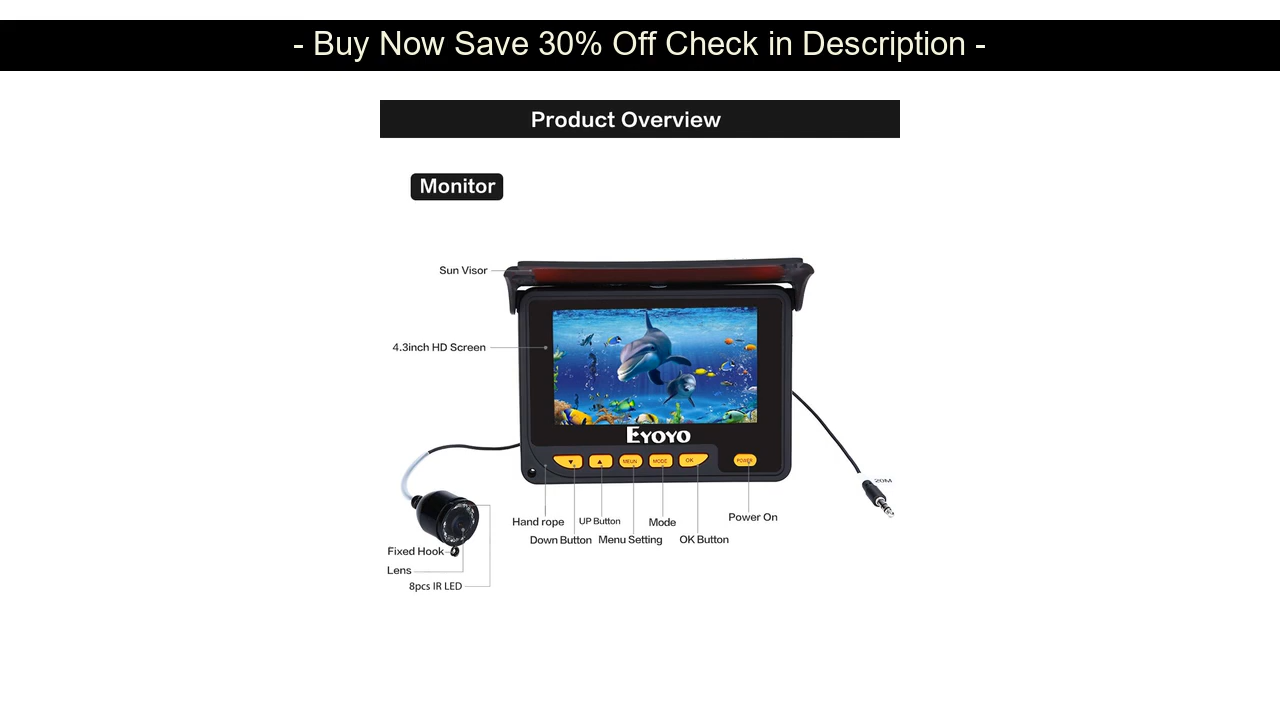 - Buy Now Save 30% Off Check in Description -
Product Overview
Monitor
Sun Visor
4.3inch HD Screen
EYOYO
MEUN
MODE
OK
POWER
20M
Hand rope
UP Button
Mode
Power On
Down Button
Menu Setting
OK Button
Fixed Hook
Lens
8pcs IR LED